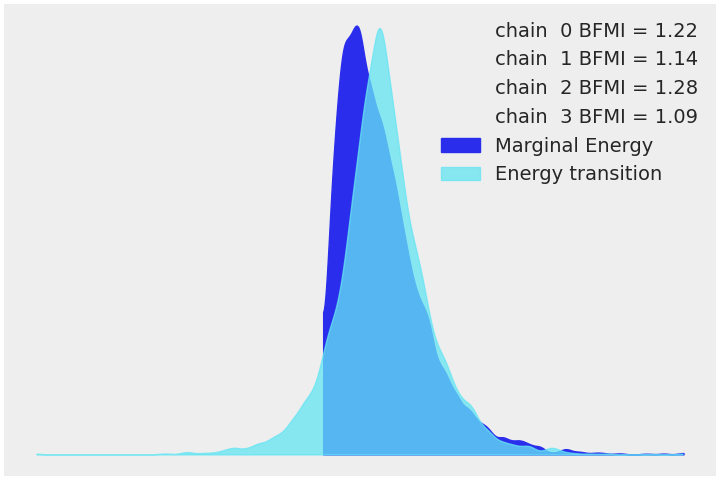 chain  0 BFMI = 1.22
chain  1 BFMI = 1.14
chain  2 BFMI = 1.28
chain  3 BFMI = 1.09
Marginal Energy
Energy transition